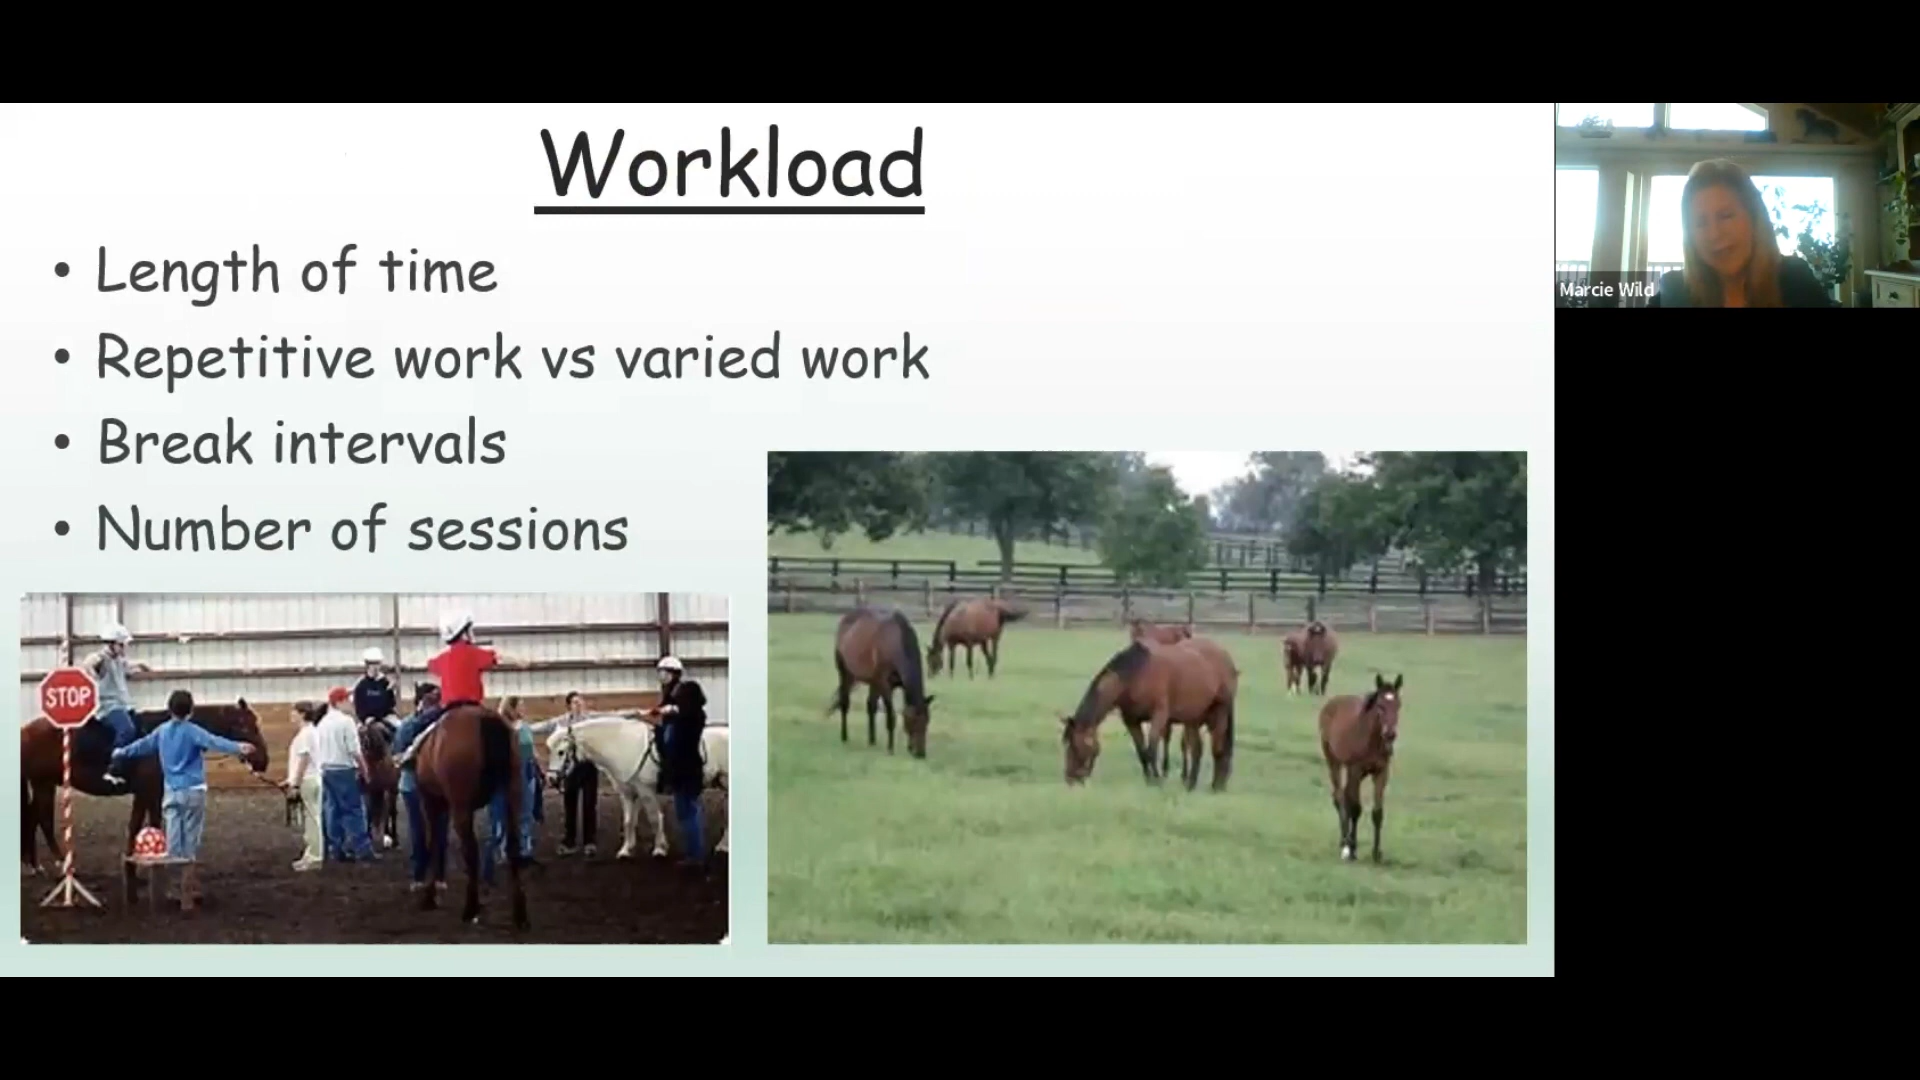 Workload
• Length of time
• Repetitive work vs varied work
• Break intervals
• Number of sessions
STOP
Marcie Wild